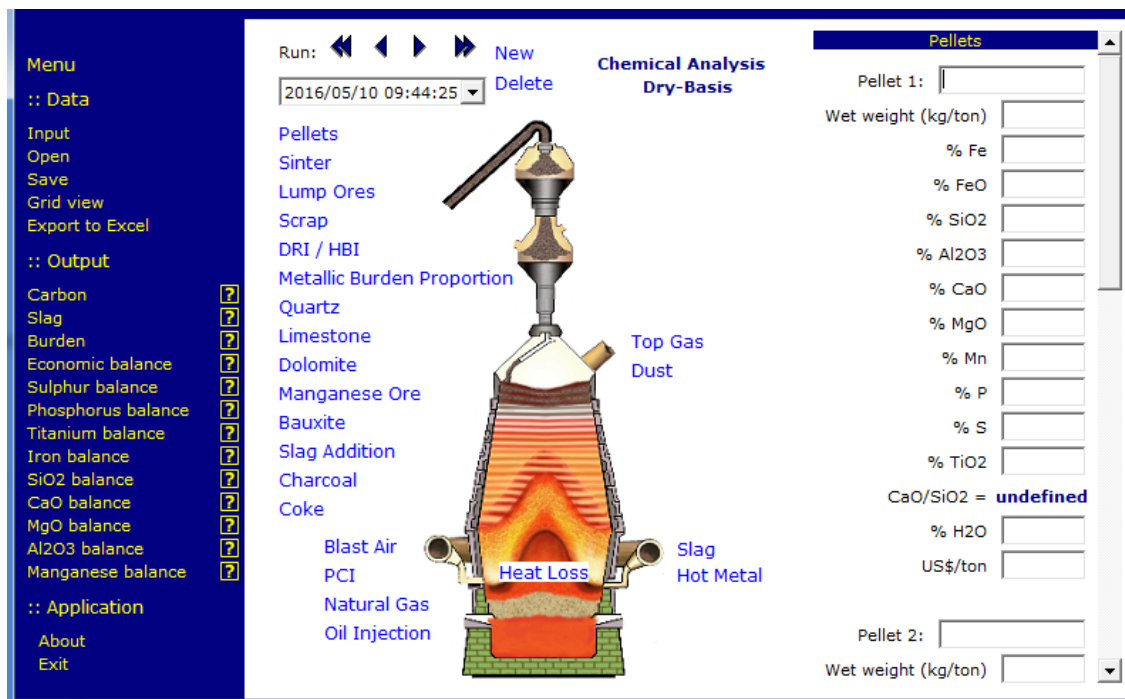 Menu
:: Data
Input
Open
Save
Grid view
Export to Excel
:: Output
Carbon ?
Slag ?
Burden ?
Economic balance ?
Sulphur balance ?
Phosphorus balance ?
Titanium balance ?
Iron balance ?
SiO2 balance ?
CaO balance ?
MgO balance ?
Al2O3 balance ?
Manganese balance ?
:: Application
About
Exit
Run:
New
2016/05/10 09:44:25
Delete
Chemical Analysis
Dry-Basis
Pellets
Sinter
Lump Ores
Scrap
DRI / HBI
Metallic Burden Proportion
Quartz
Limestone
Dolomite
Manganese Ore
Bauxite
Slag Addition
Charcoal
Coke
Blast Air
PCI
Natural Gas
Oil Injection
Top Gas
Dust
Heat Loss
Slag
Hot Metal
Pellets
Pellet 1:
Wet weight (kg/ton)
% Fe
% FeO
% SiO2
% Al2O3
% CaO
% MgO
% Mn
% P
% S
% TiO2
CaO/SiO2 = undefined
% H2O
US$/ton
Pellet 2:
Wet weight (kg/ton)